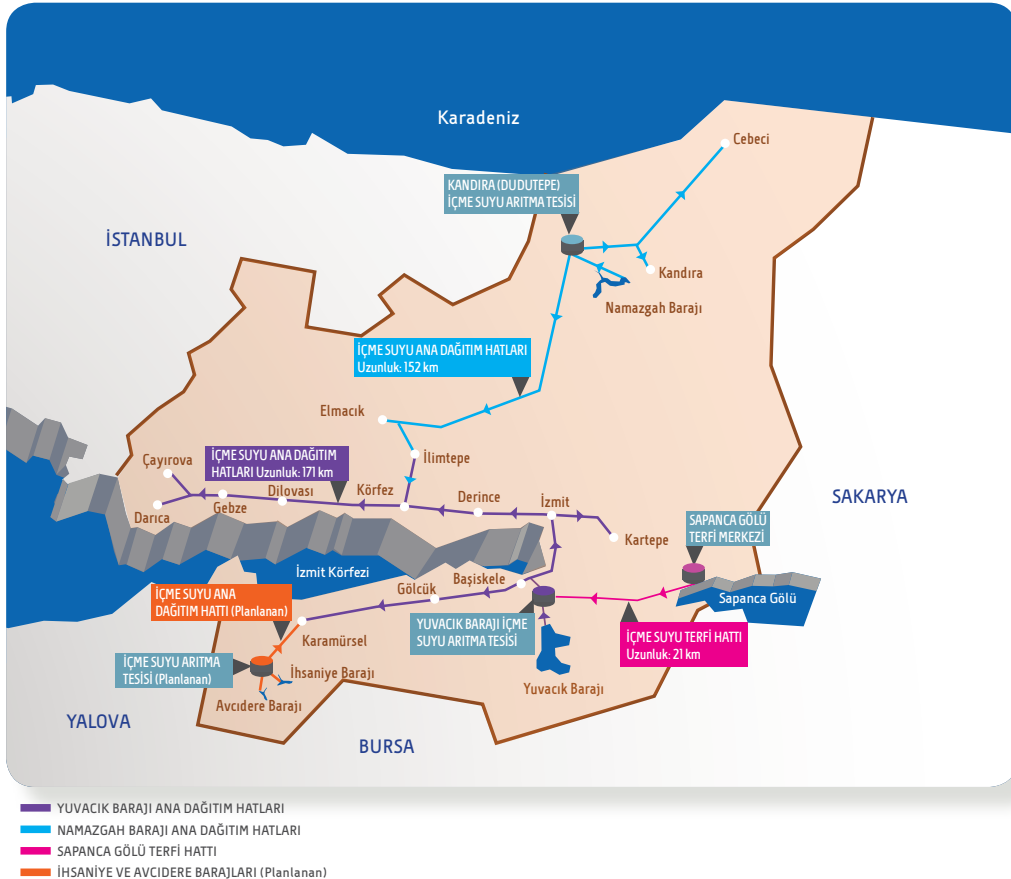 Karadeniz
Cebeci
KANDIRA (DUDUTEPE)
İÇME SUYU ARITMA TESİSİ
İSTANBUL
Kandıra
Namazgah Barajı
İÇME SUYU ANA DAĞITIM HATLARI
Uzunluk: 152 km
Elmacık
İlimtepe
İÇME SUYU ANA DAĞITIM
HATLARI Uzunluk: 171 km
Çayırova
Darıca
Gebze
Dilovası
Körfez
Derince
İzmit
Kartepe
SAKARYA
SAPANCA GÖLÜ
TERFİ MERKEZİ
İzmit Körfezi
Başiskele
Gölcük
Sapanca Gölü
İÇME SUYU ANA
DAĞITIM HATTI (Planlanan)
Karamürsel
YUVACIK BARAJI İÇME
SUYU ARITMA TESİSİ
İÇME SUYU TERFİ HATTI
Uzunluk: 21 km
İÇME SUYU ARITMA
TESİSİ (Planlanan)
İhsaniye Barajı
Avcıdere Barajı
Yuvacık Barajı
YALOVA
BURSA
YUVACIK BARAJI ANA DAĞITIM HATLARI
NAMAZGAH BARAJI ANA DAĞITIM HATLARI
SAPANCA GÖLÜ TERFİ HATTI
İHSANİYE VE AVCIDERE BARAJLARI (Planlanan)